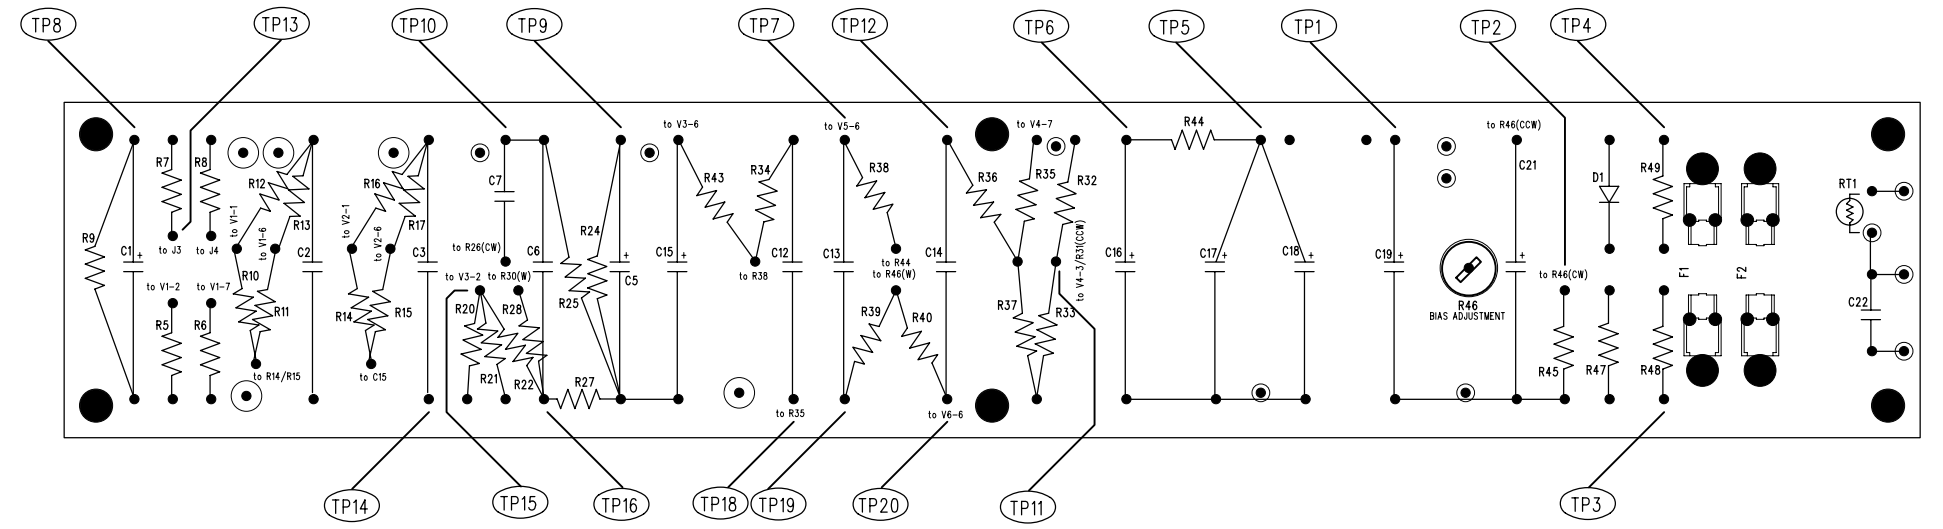 TP8
TP13
TP10
TP9
TP7
TP12
TP6
TP5
TP1
TP2
TP4
to V3-6
to V5-6
to V4-7
R44
to R46(CCW)
R7
R8
R12
R16
C7
R43
R34
R38
R36
R35
R32
C21
D1
R49
RT1
R13
to V1-1
to V1-6
to V2-1
to V2-6
R17
R9
C1
+
to J3
to J4
C2
C3
to R26(CW)
C6
R24
+
C5
C15
to R38
C12
C13
to R44
to R46(W)
C14
to V4-3/R31(CCW)
C16
+
C17
+
C18
+
C19
+
+
to R46(CW)
F1
F2
to V1-2
to V1-7
R10
R11
R14
R15
to V3-2
to R30(W)
R20
R28
R25
R5
R6
R39
R40
R37
R33
R46
BIAS ADJUSTMENT
C22
to R14/R15
to C15
R21
R22
R27
R45
R47
R48
to R35
to V6-6
TP14
TP15
TP16
TP18
TP19
TP20
TP11
TP3